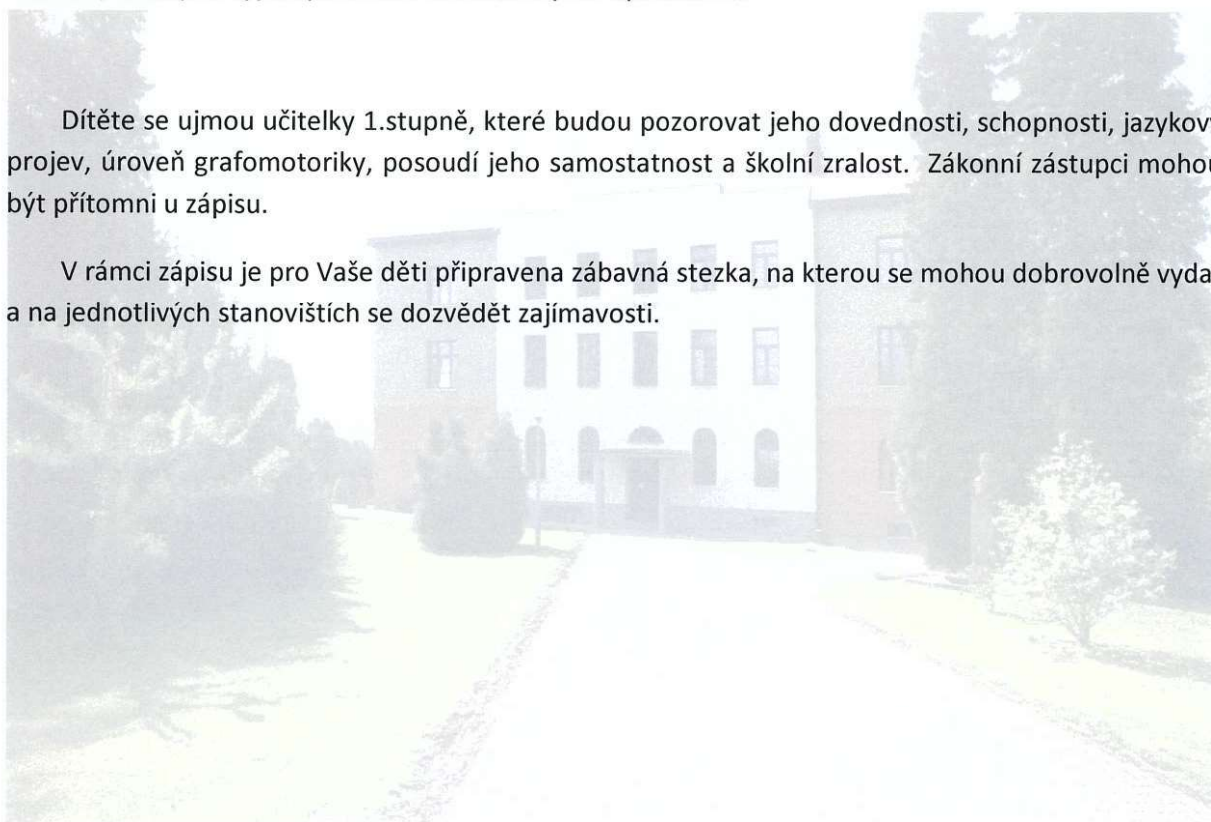 Dítěte se ujmou učitelky 1.stupně, které budou pozorovat jeho dovednosti, schopnosti, jazykov
projev, úroveň grafomotoriky, posoudí jeho samostatnost a školní zralost. Zákonní zástupci mohou
být přítomni u zápisu.
V rámci zápisu je pro Vaše děti připravena zábavná stezka, na kterou se mohou dobrovolně vyda
a na jednotlivých stanovištích se dozvědět zajímavosti.